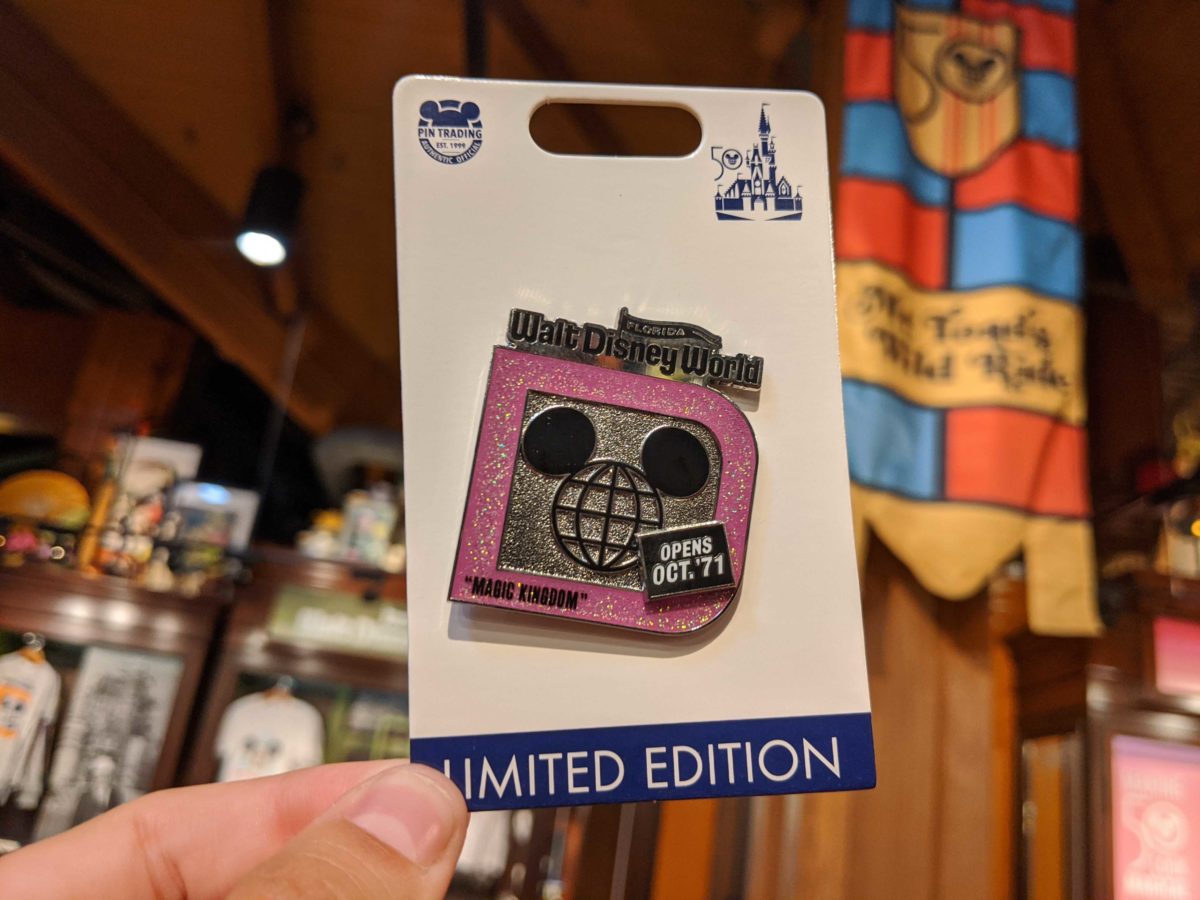 PIN TRADING
EST. 1999
AUTHENTIC OFFICIAL
50
FLORIDA
Walt Disney World
OPENS
OCT. '71
"MAGIC KINGDOM"
LIMITED EDITION
Mr. Toad's
Wild Ride
50